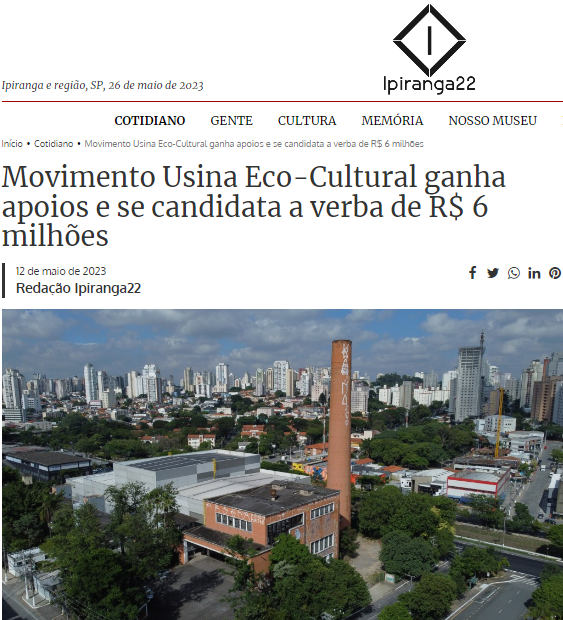 Ipiranga22
Ipiranga e região, SP, 26 de maio de 2023
COTIDIANO GENTE CULTURA MEMÓRIA NOSSO MUSEU
Início • Cotidiano • Movimento Usina Eco-Cultural ganha apoios e se candidata a verba de R$ 6 milhões
Movimento Usina Eco-Cultural ganha
apoios e se candidata a verba de R$ 6
milhões
12 de maio de 2023
Redação Ipiranga22